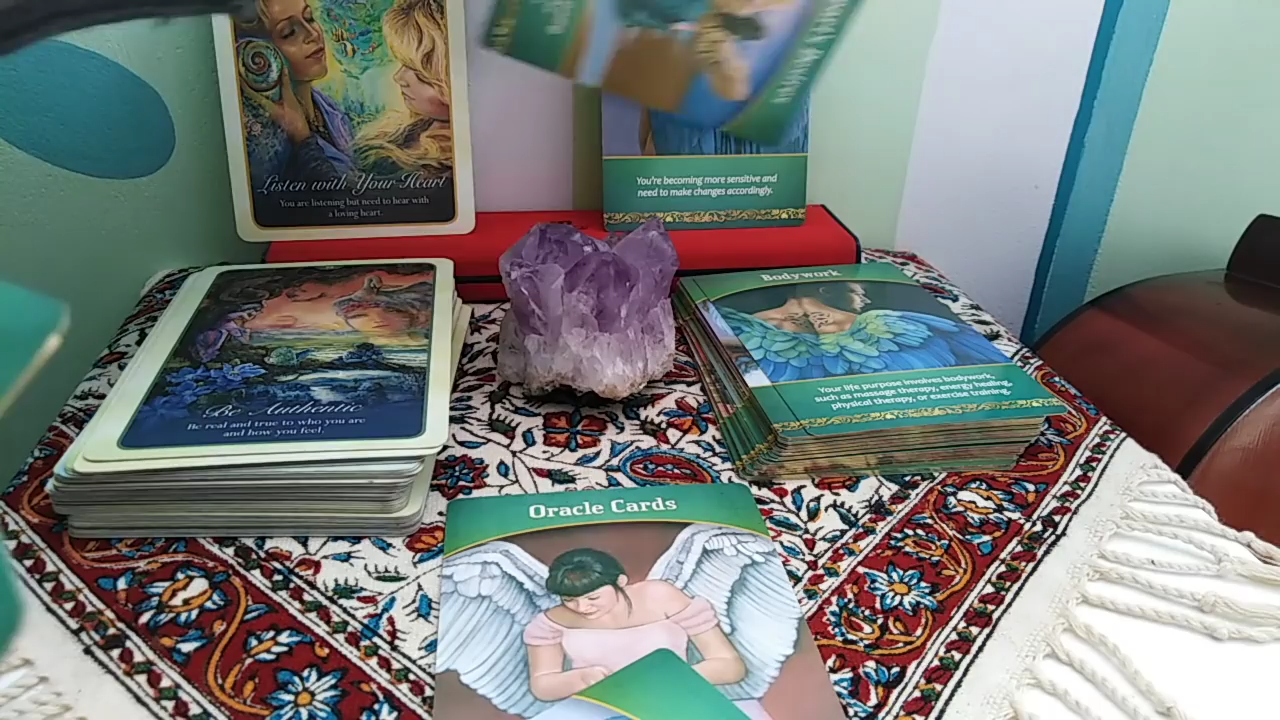 Listen with Your Heart
You are listening but need to hear with
a loving heart.
You're becoming more sensitive and
need to make changes accordingly.
Be Authentic
Be real and true to who you are
and how you feel.
Bodywork
Your life purpose involves bodywork,
such as massage therapy, energy healing,
physical therapy, or exercise training.
Oracle Cards